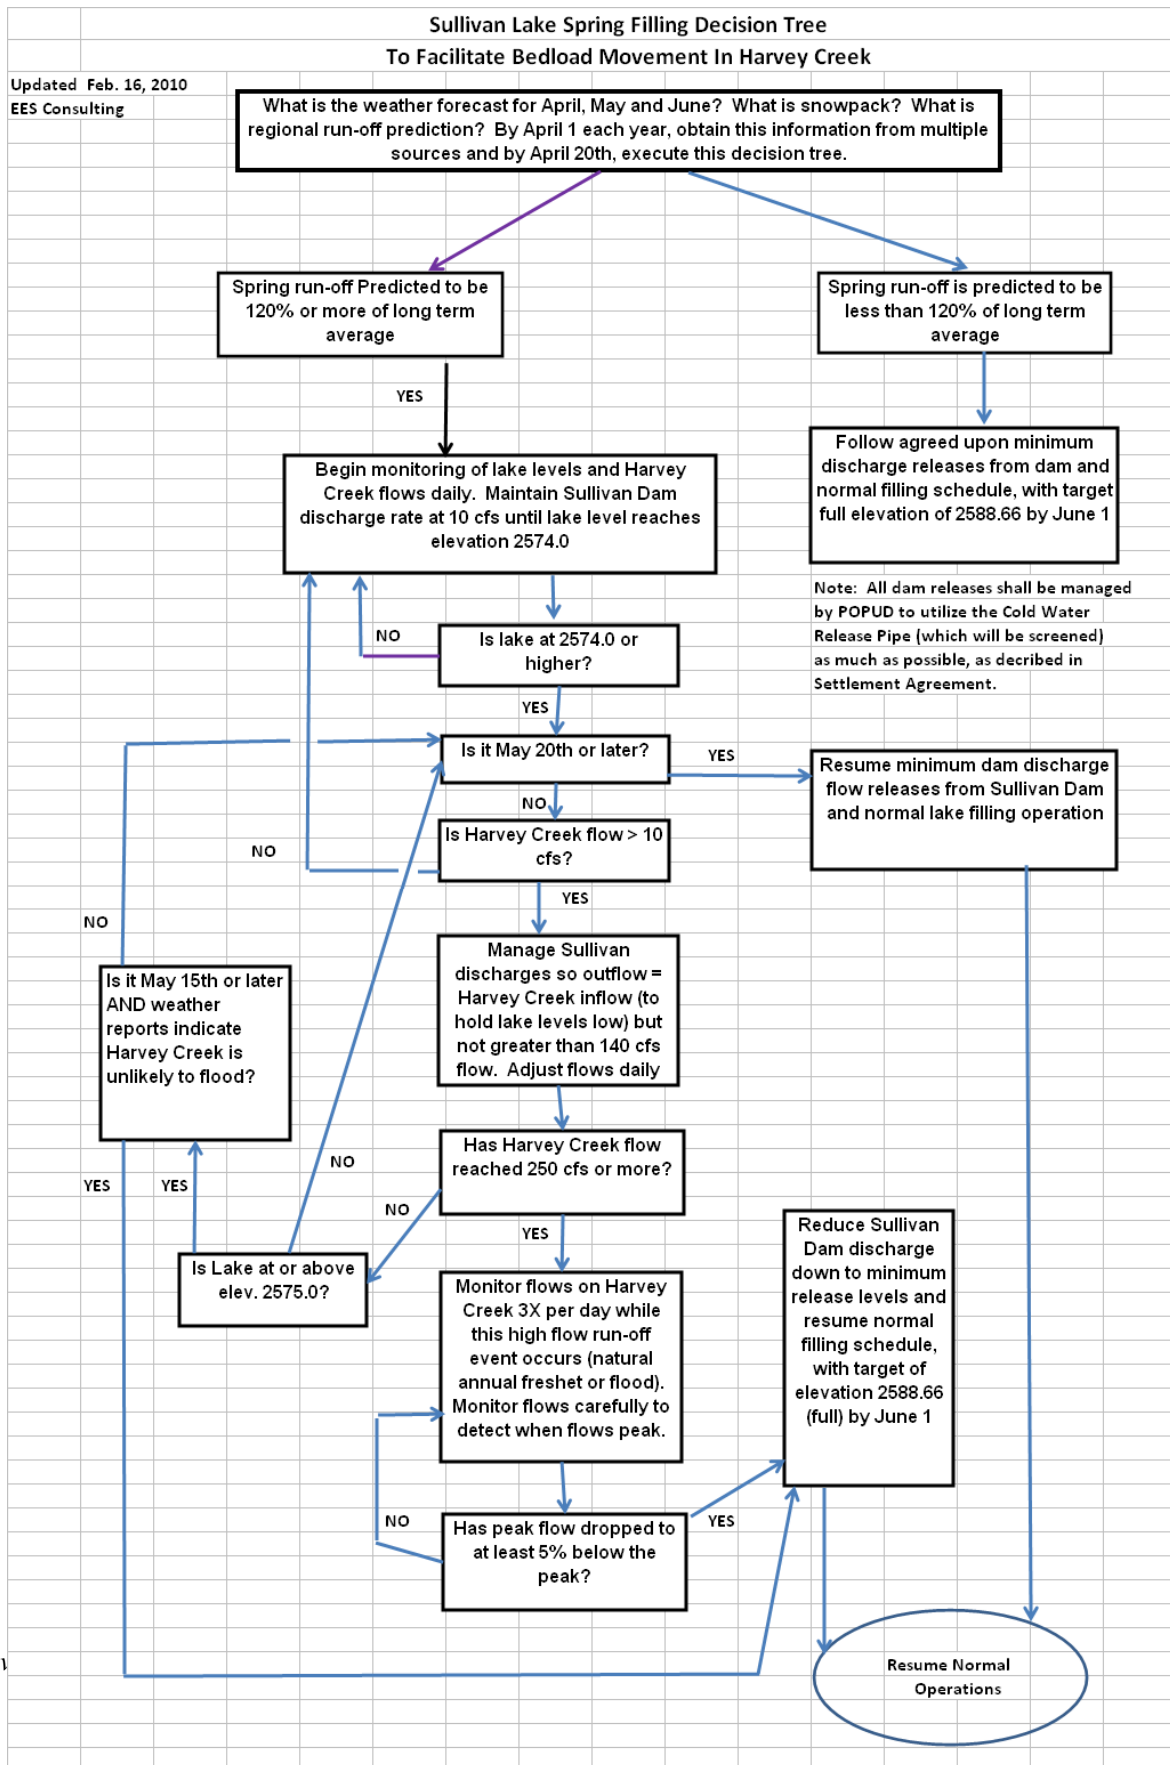 Sullivan Lake Spring Filling Decision Tree
To Facilitate Bedload Movement In Harvey Creek
Updated Feb. 16, 2010
EES Consulting
What is the weather forecast for April, May and June? What is snowpack? What is
regional run-off prediction? By April 1 each year, obtain this information from multiple
sources and by April 20th, execute this decision tree.
Spring run-off Predicted to be
120% or more of long term
average
Spring run-off is predicted to be
less than 120% of long term
average
YES
Follow agreed upon minimum
discharge releases from dam and
normal filling schedule, with target
full elevation of 2588.66 by June 1
Begin monitoring of lake levels and Harvey
Creek flows daily. Maintain Sullivan Dam
discharge rate at 10 cfs until lake level reaches
elevation 2574.0
Note: All dam releases shall be managed
by POPUD to utilize the Cold Water
Release Pipe (which will be screened)
as much as possible, as decribed in
Settlement Agreement.
NO
Is lake at 2574.0 or
higher?
YES
Is it May 20th or later?
YES
Resume minimum dam discharge
flow releases from Sullivan Dam
and normal lake filling operation
NO
Is Harvey Creek flow > 10
cfs?
NO
YES
NO
Manage Sullivan
discharges so outflow =
Harvey Creek inflow (to
hold lake levels low) but
not greater than 140 cfs
flow. Adjust flows daily
Is it May 15th or later
AND weather
reports indicate
Harvey Creek is
unlikely to flood?
Has Harvey Creek flow
reached 250 cfs or more?
NO
YES
YES
NO
YES
Is Lake at or above
elev. 2575.0?
Reduce Sullivan
Dam discharge
down to minimum
release levels and
resume normal
filling schedule,
with target of
elevation 2588.66
(full) by June 1
Monitor flows on Harvey
Creek 3X per day while
this high flow run-off
event occurs (natural
annual freshet or flood).
Monitor flows carefully to
detect when flows peak.
NO
YES
Has peak flow dropped to
at least 5% below the
peak?
Resume Normal
Operations